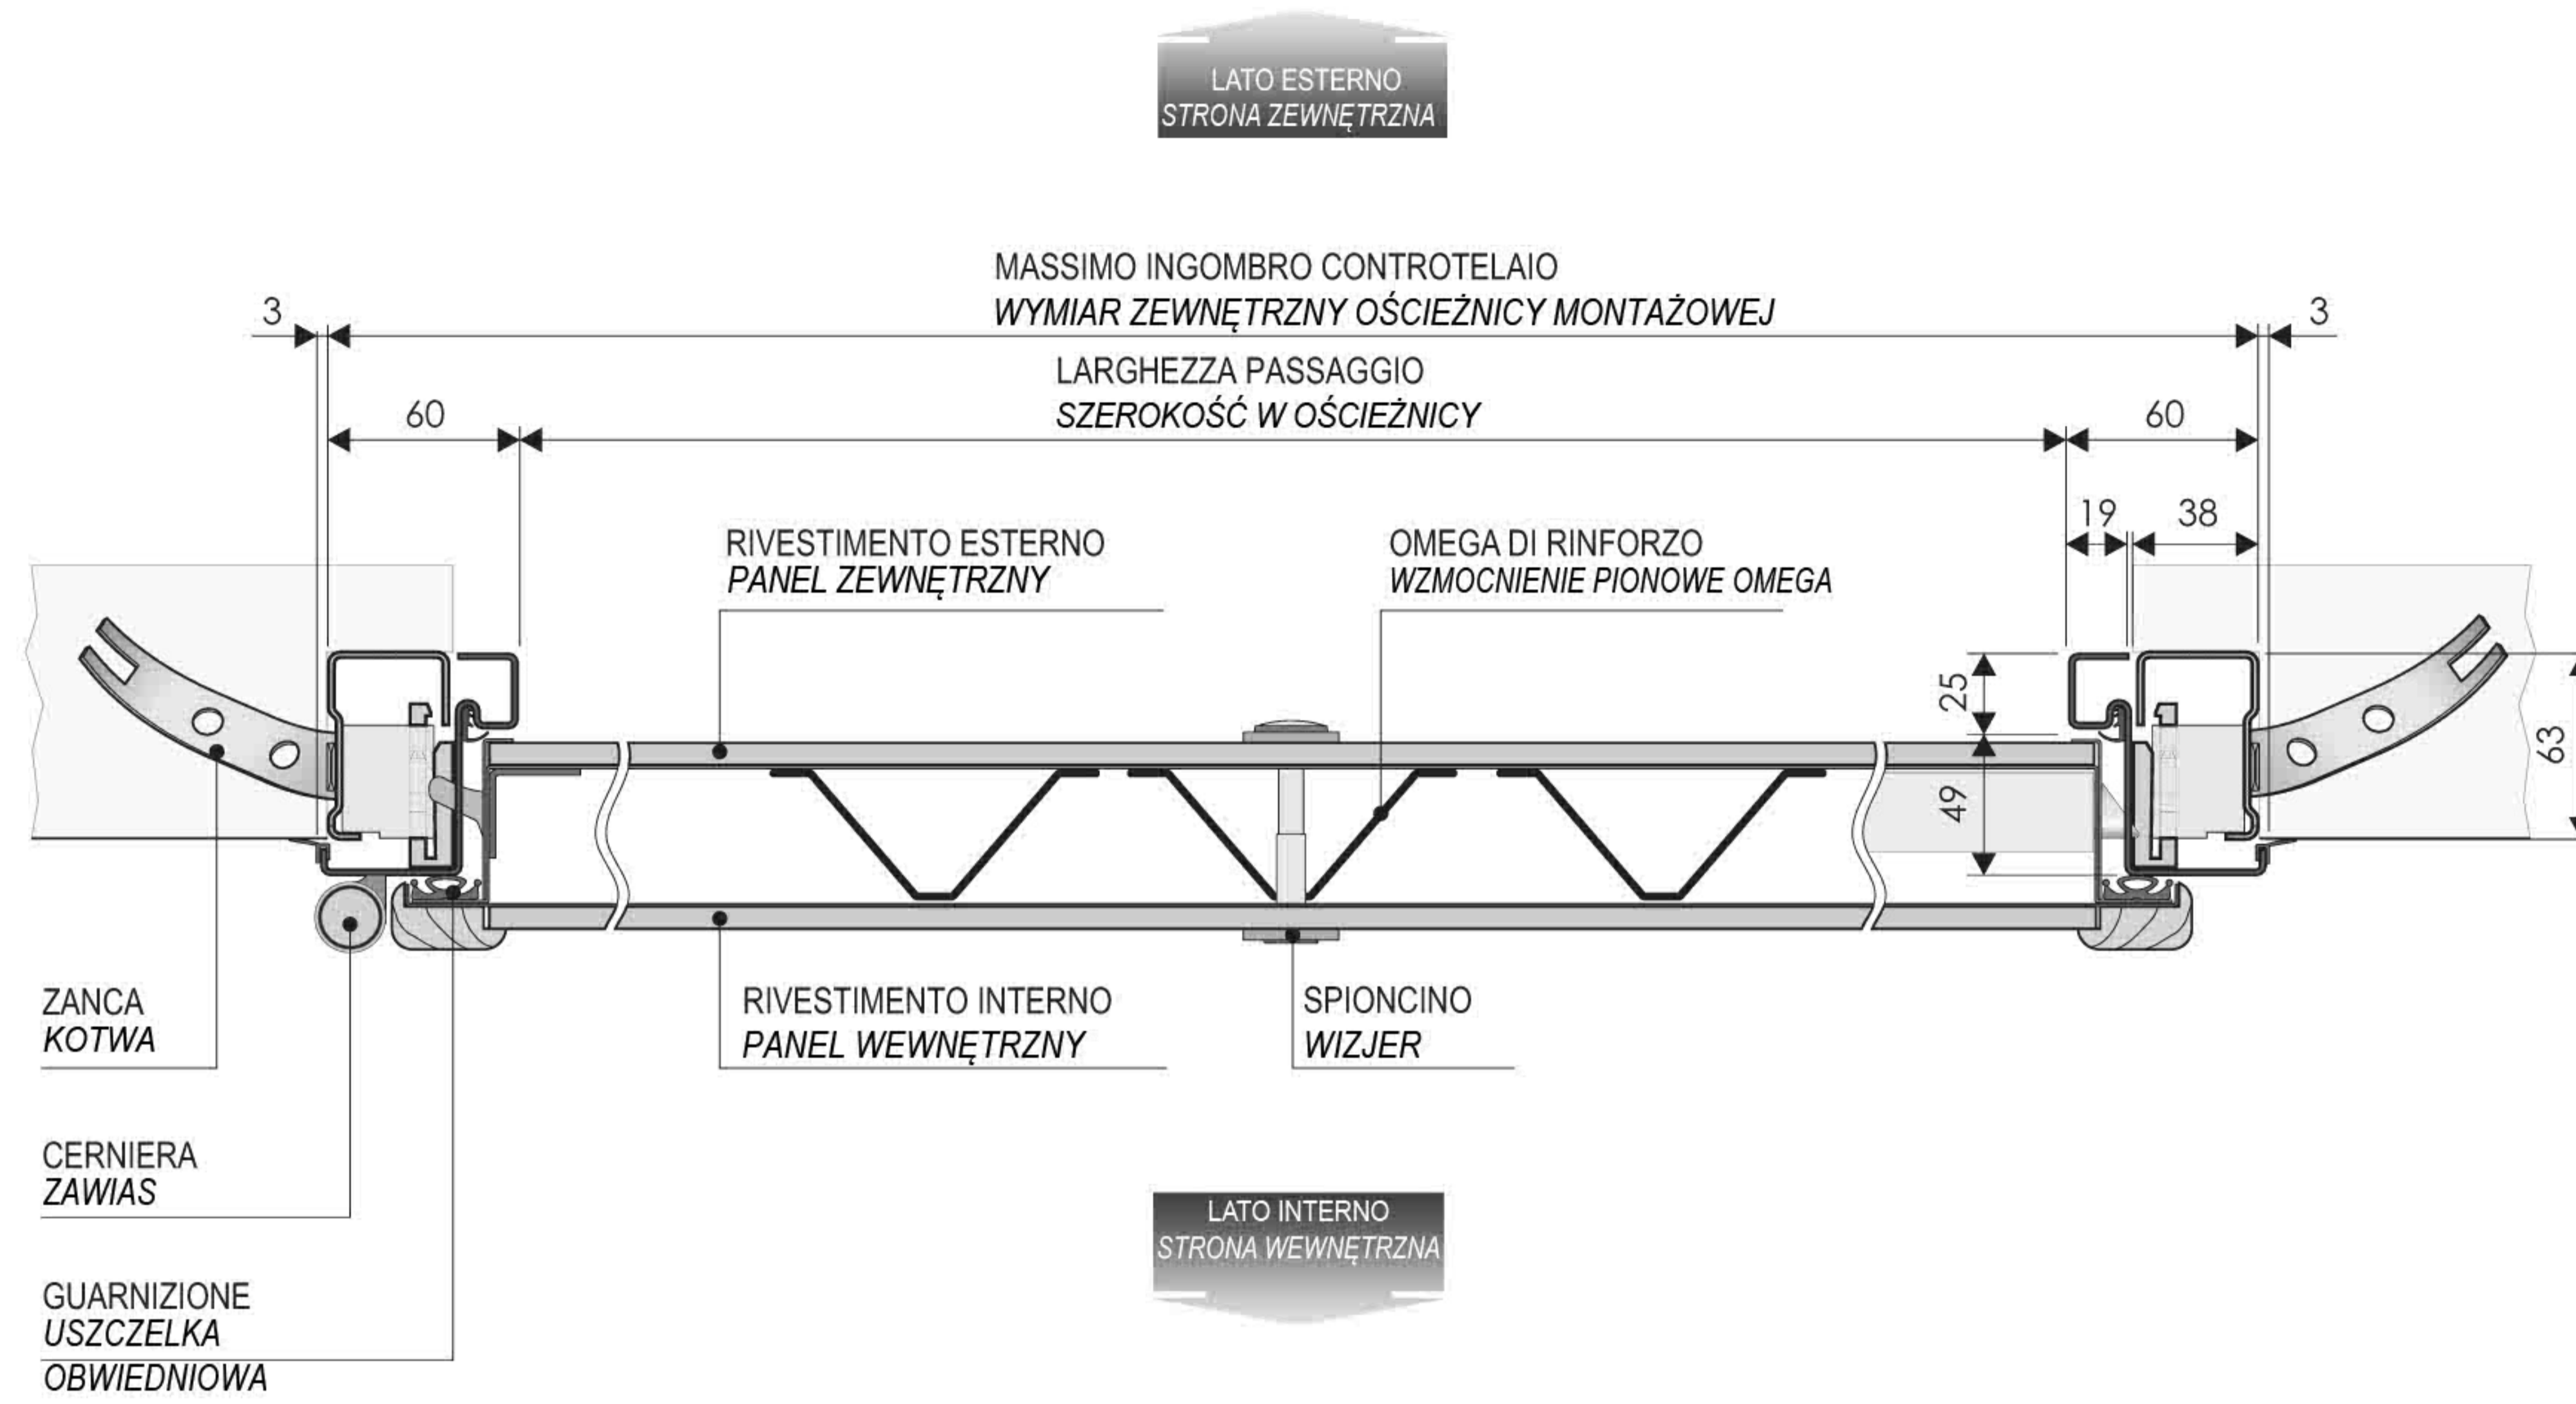 LATO ESTERNO
STRONA ZEWNĘTRZNA
MASSIMO INGOMBRO CONTROTELAIO
WYMIAR ZEWNĘTRZNY OŚCIEŻNICY MONTAŻOWEJ
3
3
LARGHEZZA PASSAGGIO
SZEROKOŚĆ W OŚCIEŻNICY
60
60
19
38
RIVESTIMENTO ESTERNO
PANEL ZEWNĘTRZNY
OMEGA DI RINFORZO
WZMOCNIENIE PIONOWE OMEGA
25
63
49
ZANCA
KOTWA
RIVESTIMENTO INTERNO
PANEL WEWNĘTRZNY
SPIONCINO
WIZJER
CERNIERA
ZAWIAS
LATO INTERNO
STRONA WEWNĘTRZNA
GUARNIZIONE
USZCZELKA
OBWIEDNIOWA